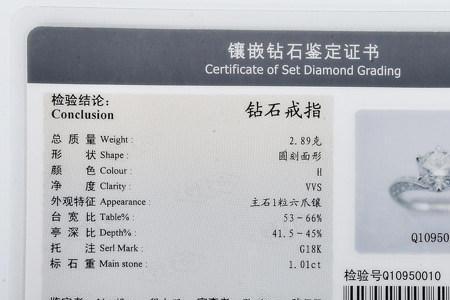 镶嵌钻石鉴定证书
Certificate of Set Diamond Grading
检验结论：
Conclusion
钻石戒指
总质量 Weight : 2.89克
形状 Shape : 圆刻面形
颜色 Colour : H
净度 Clarity : VVS
外观特征 Appearance : 主石1粒六爪镶
台宽比 Table% : 53-66%
亭深比 Depth% : 41.5-45%
托注 Serl Mark : G18K
标石重 Main stone : 1.01ct
Q10950
检验号Q10950010